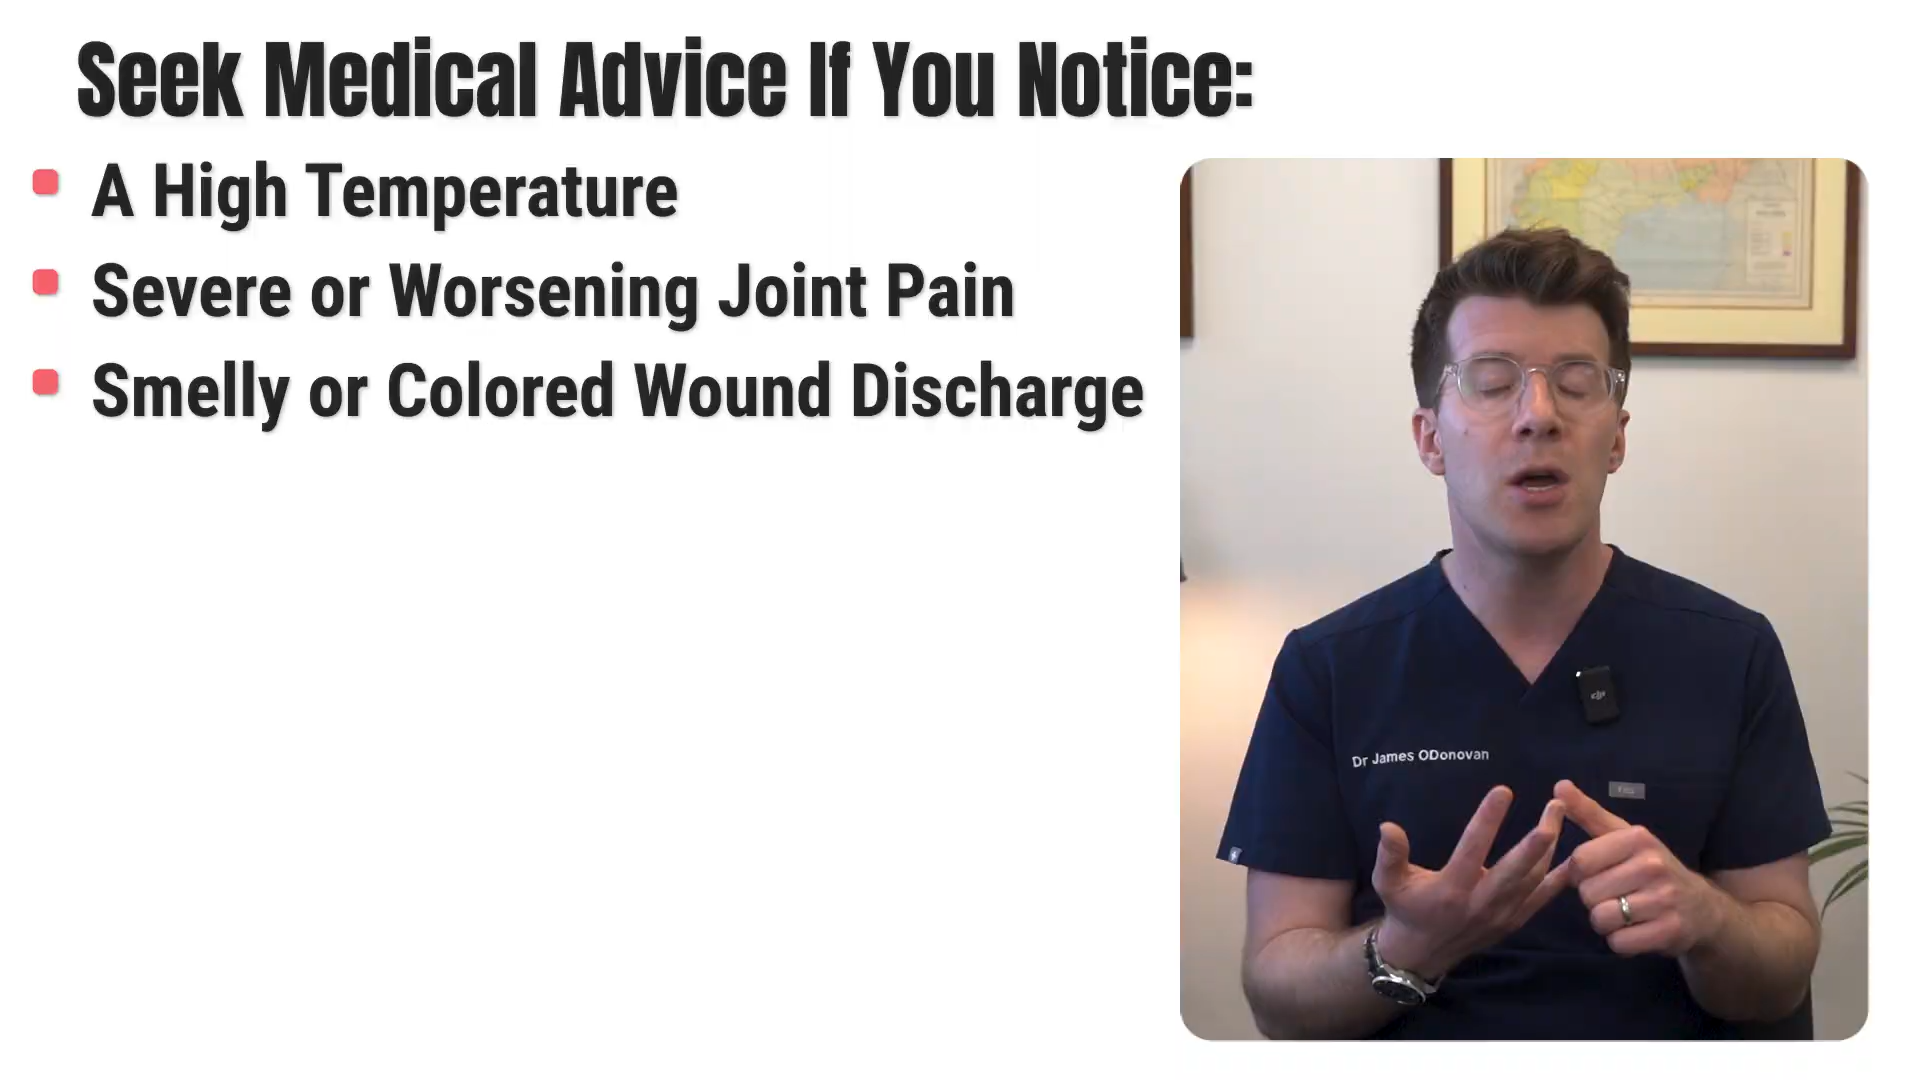 Seek Medical Advice If You Notice:
A High Temperature
Severe or Worsening Joint Pain
Smelly or Colored Wound Discharge
Dr James ODonovan